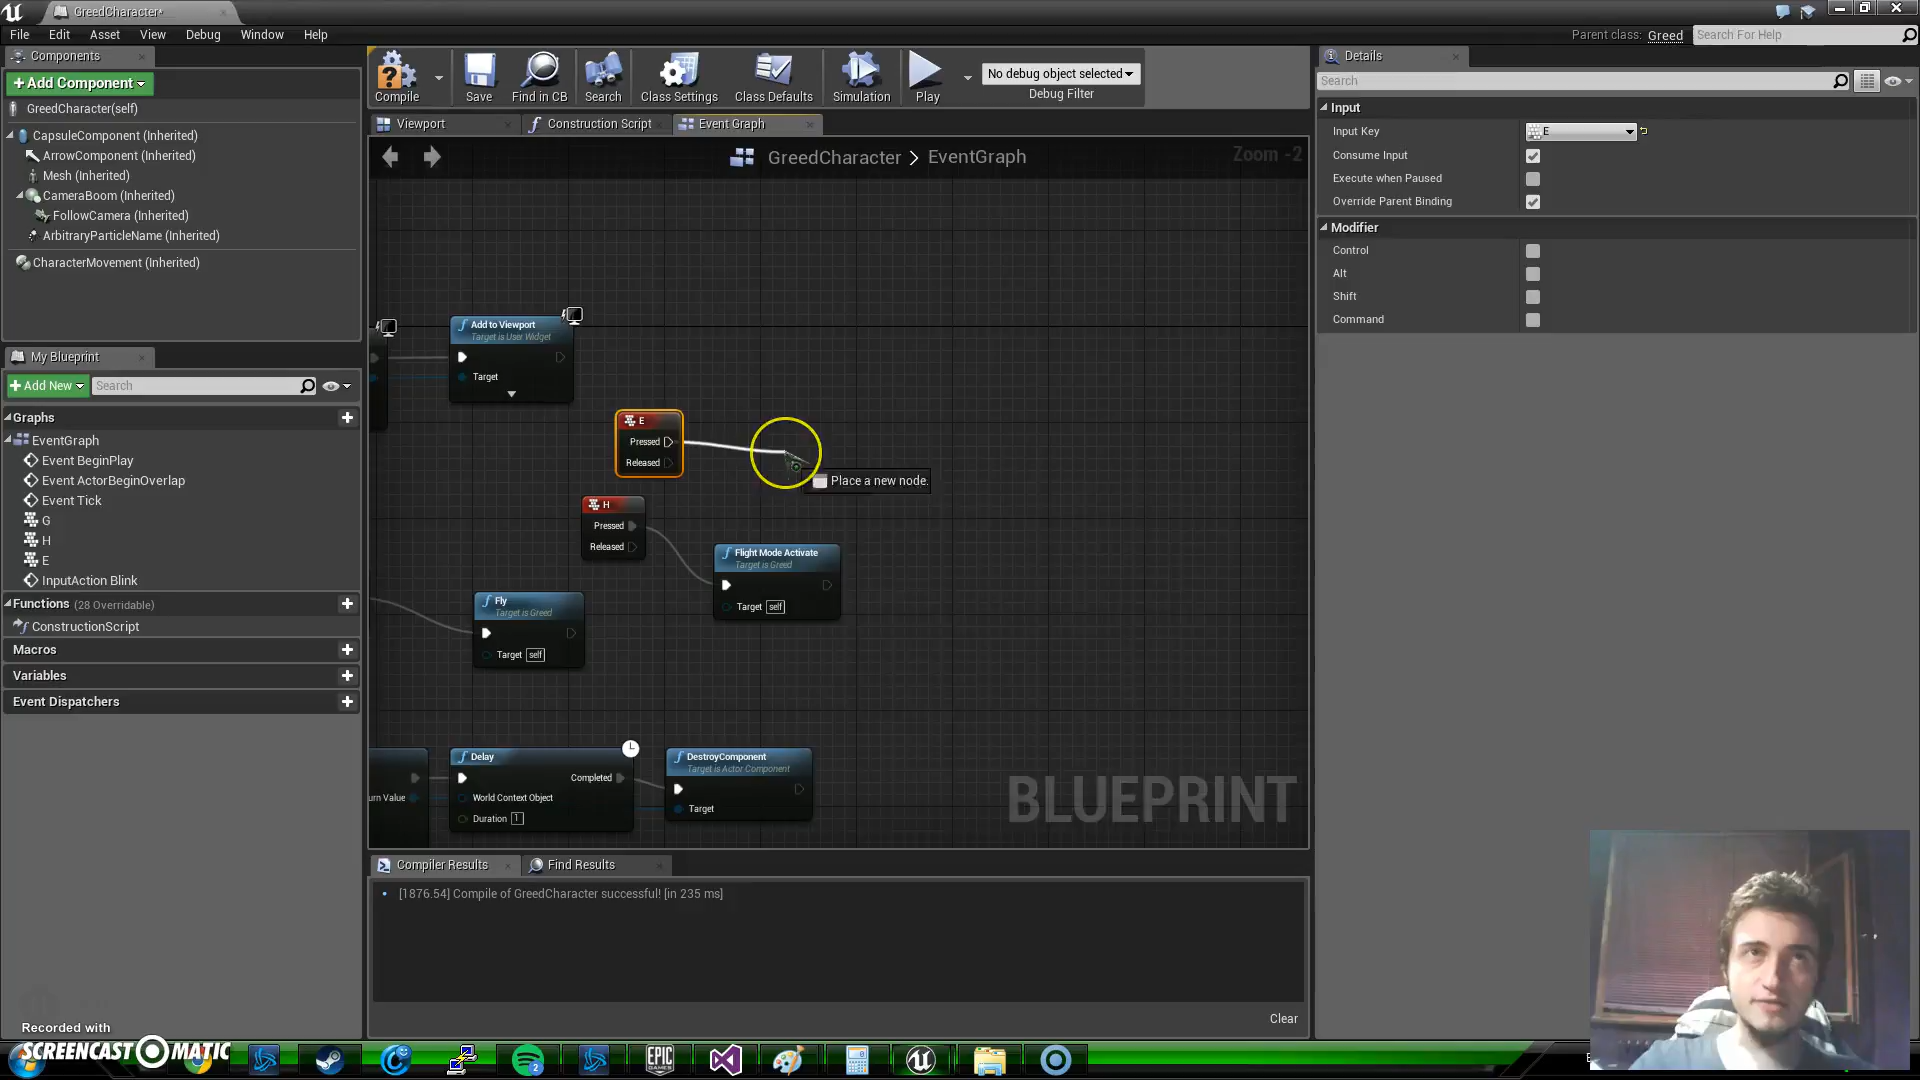 GreedCharacter*
File Edit Asset View Debug Window Help
Parent class: Greed Search For Help
Components
+Add Component
GreedCharacter(self)
CapsuleComponent (Inherited)
ArrowComponent (Inherited)
Mesh (Inherited)
CameraBoom (Inherited)
FollowCamera (Inherited)
ArbitraryParticleName (Inherited)
CharacterMovement (Inherited)
My Blueprint
+Add New Search
Graphs
EventGraph
Event BeginPlay
Event ActorBeginOverlap
Event Tick
G
H
E
InputAction Blink
Functions (28 Overridable)
ConstructionScript
Macros
Variables
Event Dispatchers
Compile Save Find in CB Search Class Settings Class Defaults Simulation Play
No debug object selected
Debug Filter
Viewport Construction Script Event Graph
GreedCharacter > EventGraph
Zoom -2
Add to Viewport
Target is User Widget
Target
E
Pressed
Released
Place a new node.
H
Pressed
Released
Flight Mode Activate
Target is Greed
Target self
Fly
Target is Greed
Target self
Delay
Completed
World Context Object
Duration 1
urn Value
DestroyComponent
Target is Actor Component
Target
BLUEPRINT
Compiler Results Find Results
[1876.54] Compile of GreedCharacter successful! [in 235 ms]
Clear
Details
Search
Input
Input Key E
Consume Input
Execute when Paused
Override Parent Binding
Modifier
Control
Alt
Shift
Command
Recorded with
SCREENCAST-O-MATIC
EPIC GAMES
2